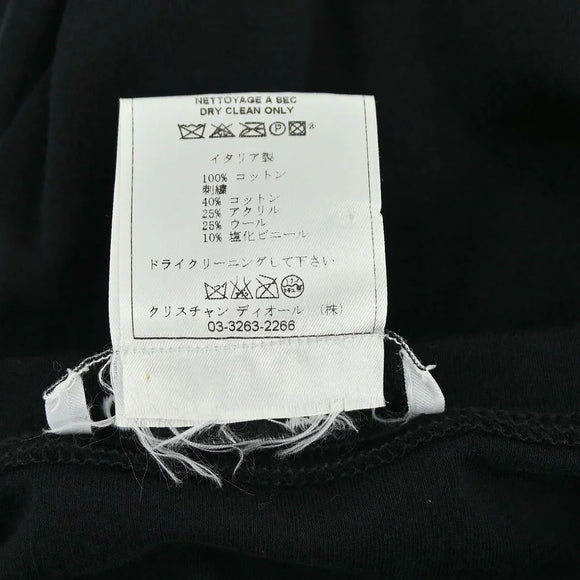 NETTOYAGE A SEC
DRY CLEAN ONLY
イタリア製
100% コットン
刺繍
40% コットン
25% アクリル
25% ウール
10% 塩化ビニール
ドライクリーニングして下さい
クリスチャン ディオール (株)
03-3263-2266